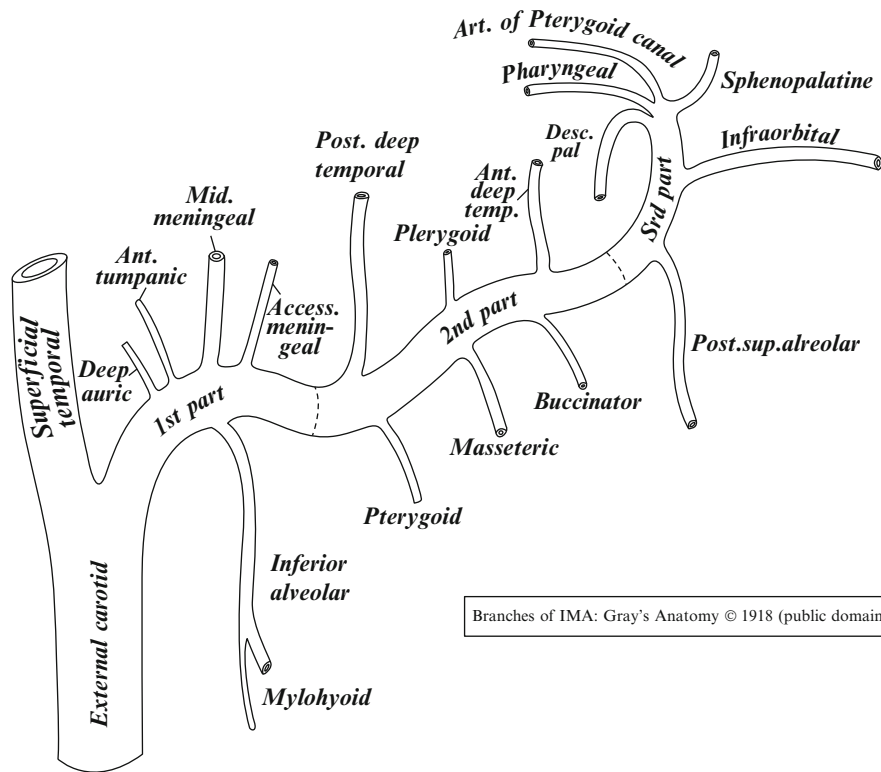 Art. of Pterygoid canal
Pharyngeal
Sphenopalatine
Desc.
pal
Infraorbital
Post. deep
temporal
Ant.
deep
temp.
Srd part
Mid.
meningeal
Plerygoid
Ant.
tumpanic
Access.
menin-
geal
2nd part
Superficial
temporal
Deep
auric
1st part
Post.sup.alreolar
Buccinator
Masseteric
Pterygoid
Inferior
alveolar
External carotid
Mylohyoid
Branches of IMA: Gray's Anatomy © 1918 (public domain